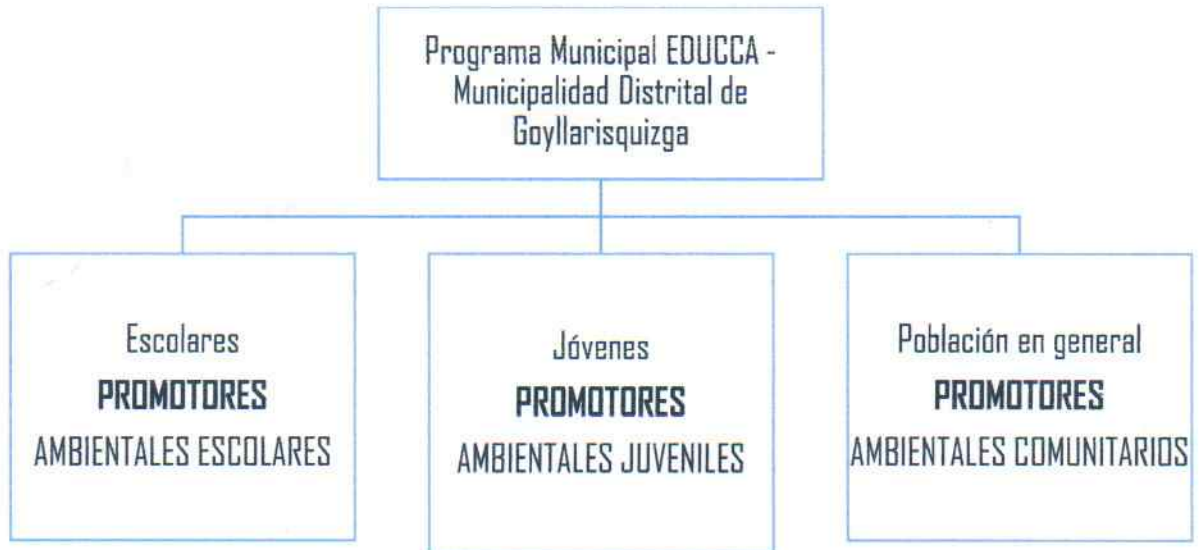 Programa Municipal EDUCCA -
Municipalidad Distrital de
Goyllarisquizga
Escolares
PROMOTORES
AMBIENTALES ESCOLARES
Jóvenes
PROMOTORES
AMBIENTALES JUVENILES
Población en general
PROMOTORES
AMBIENTALES COMUNITARIOS